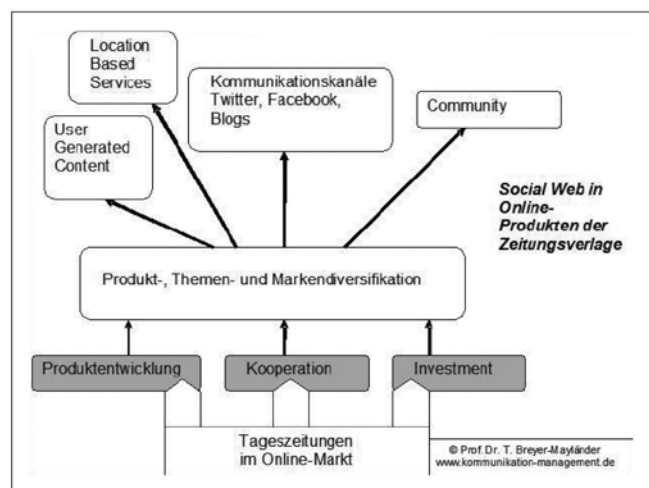 Location
Based
Services
Kommunikationskanäle
Twitter, Facebook,
Blogs
Community
User
Generated
Content
Social Web in
Online-
Produkten der
Zeitungsverlage
Produkt-, Themen- und Markendiversifikation
Produktentwicklung
Kooperation
Investment
Tageszeitungen
im Online-Markt
© Prof.Dr. T. Breyer-Mayländer
www.kommunikation-management.de